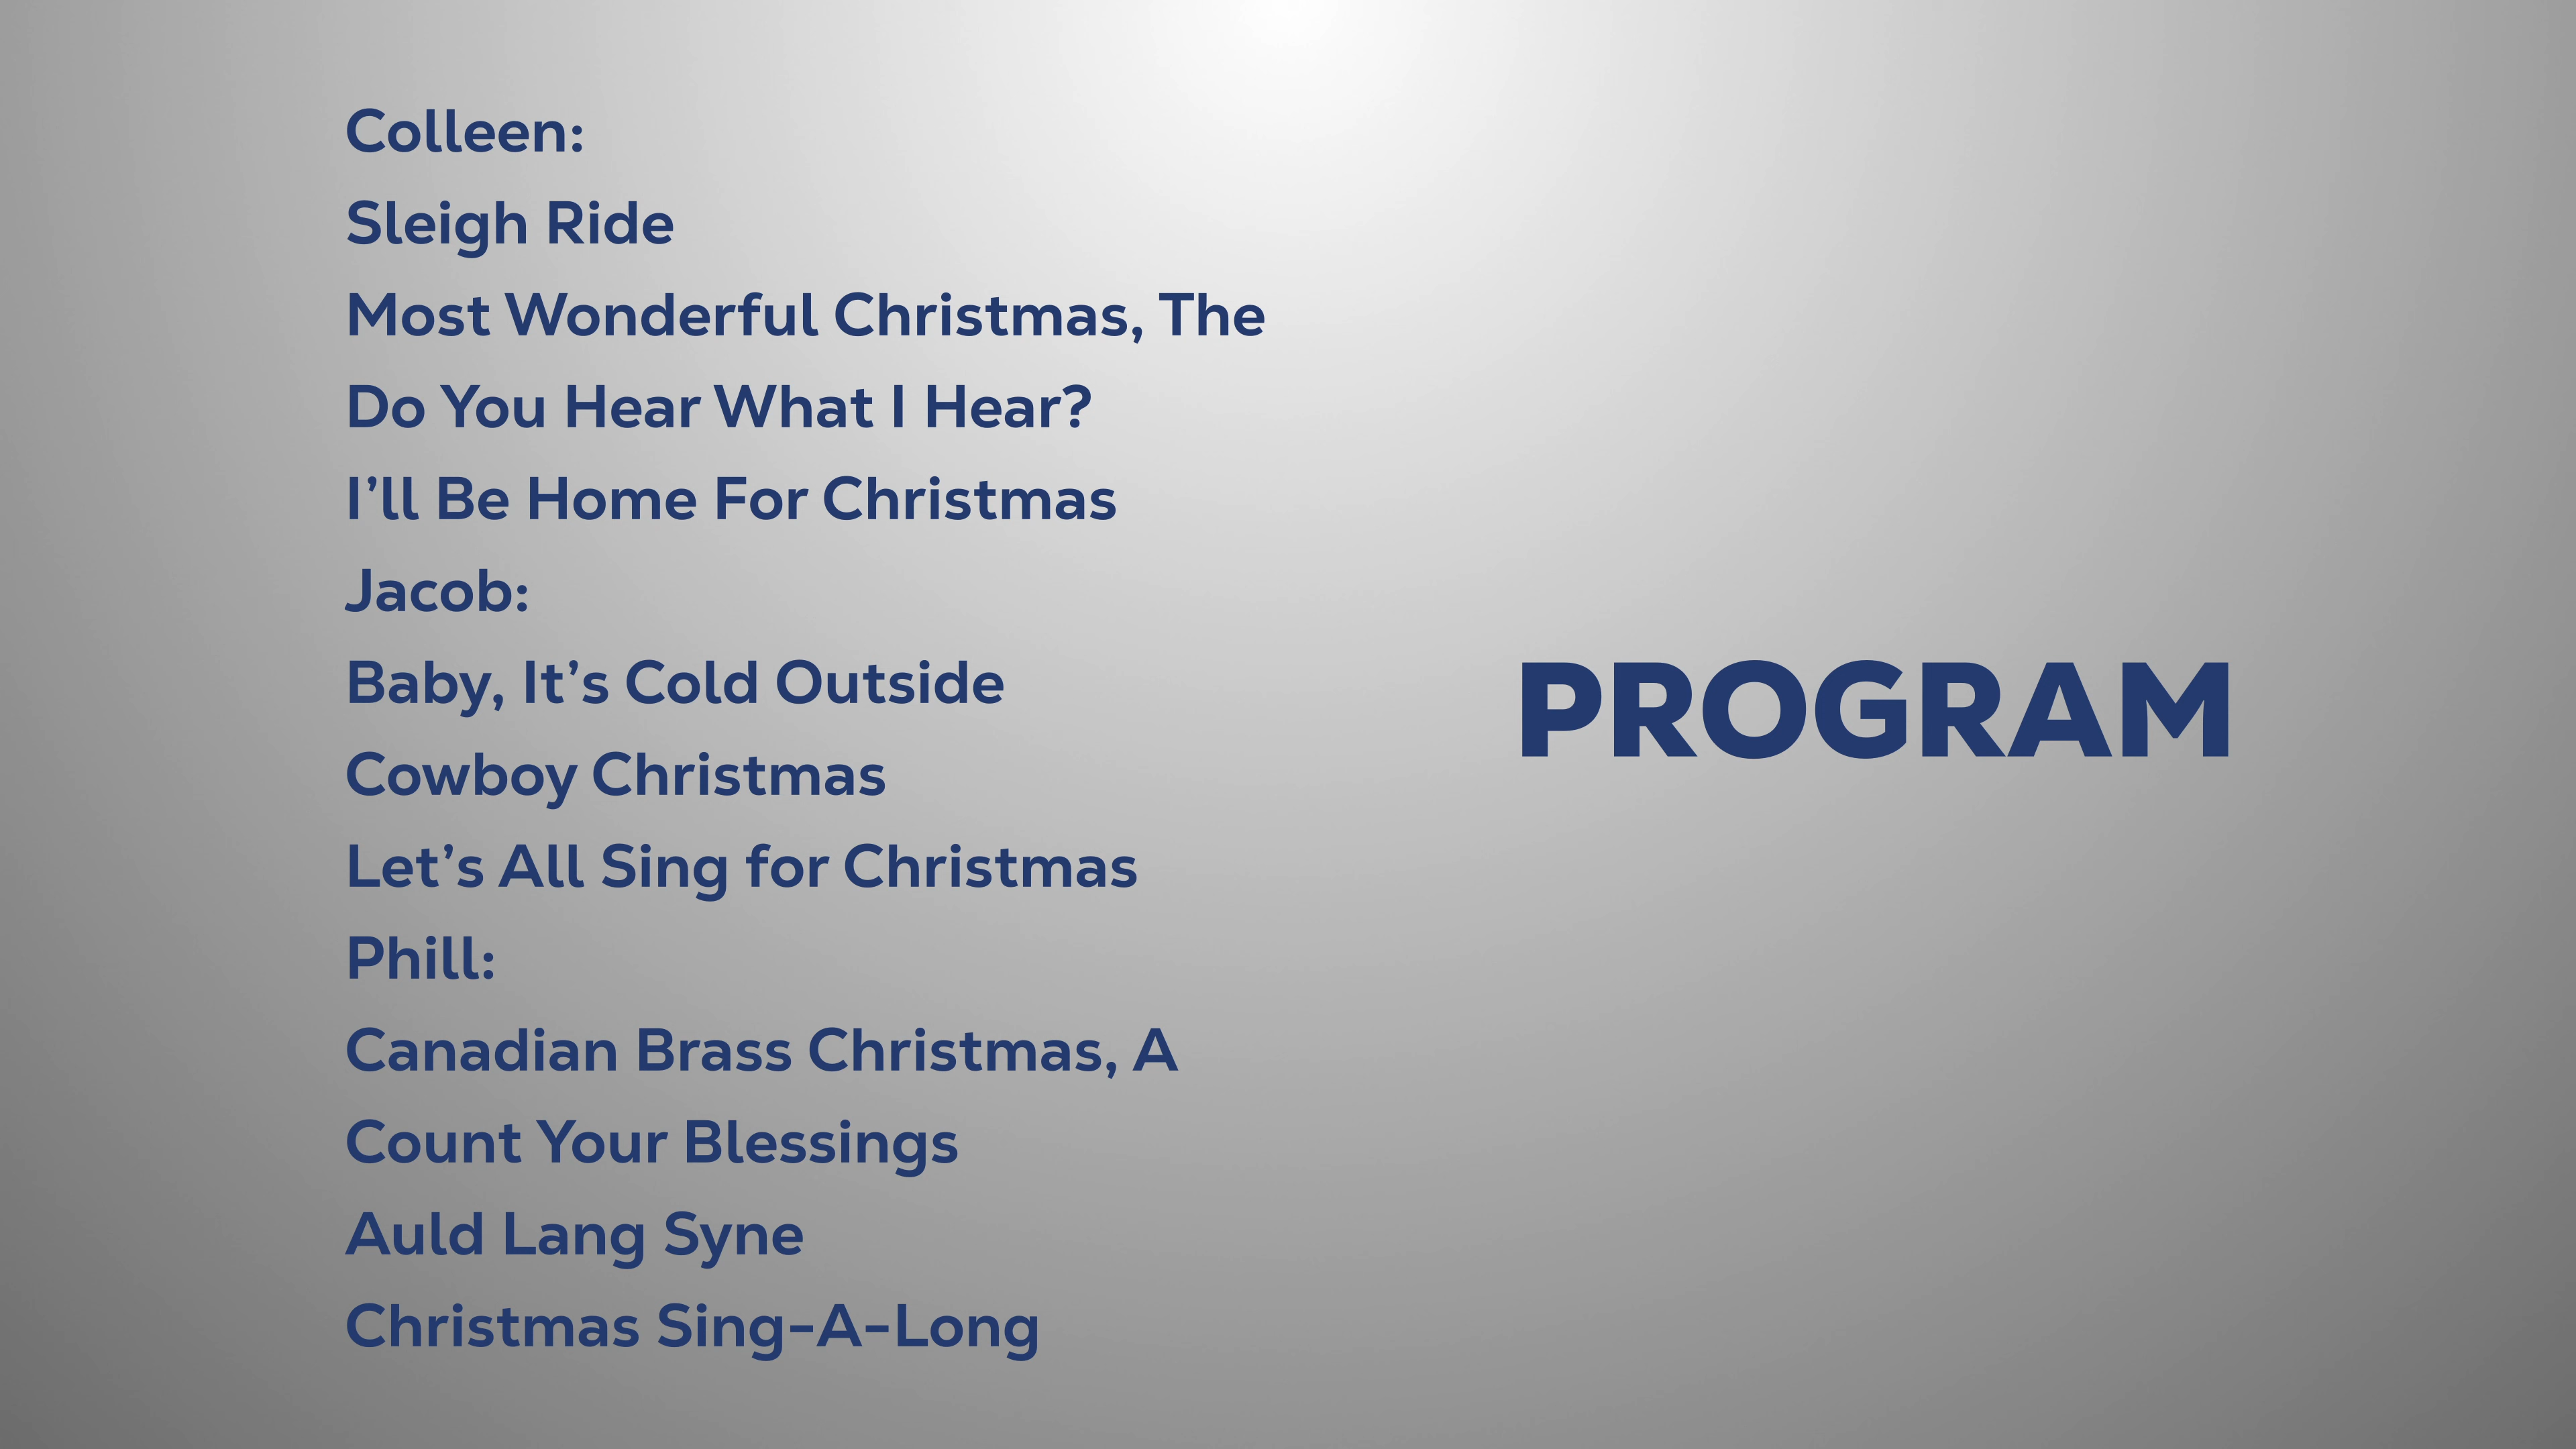 Colleen:
Sleigh Ride
Most Wonderful Christmas, The
Do You Hear What I Hear?
I’ll Be Home For Christmas
Jacob:
Baby, It’s Cold Outside
Cowboy Christmas
Let’s All Sing for Christmas
Phill:
Canadian Brass Christmas, A
Count Your Blessings
Auld Lang Syne
Christmas Sing-A-Long
PROGRAM